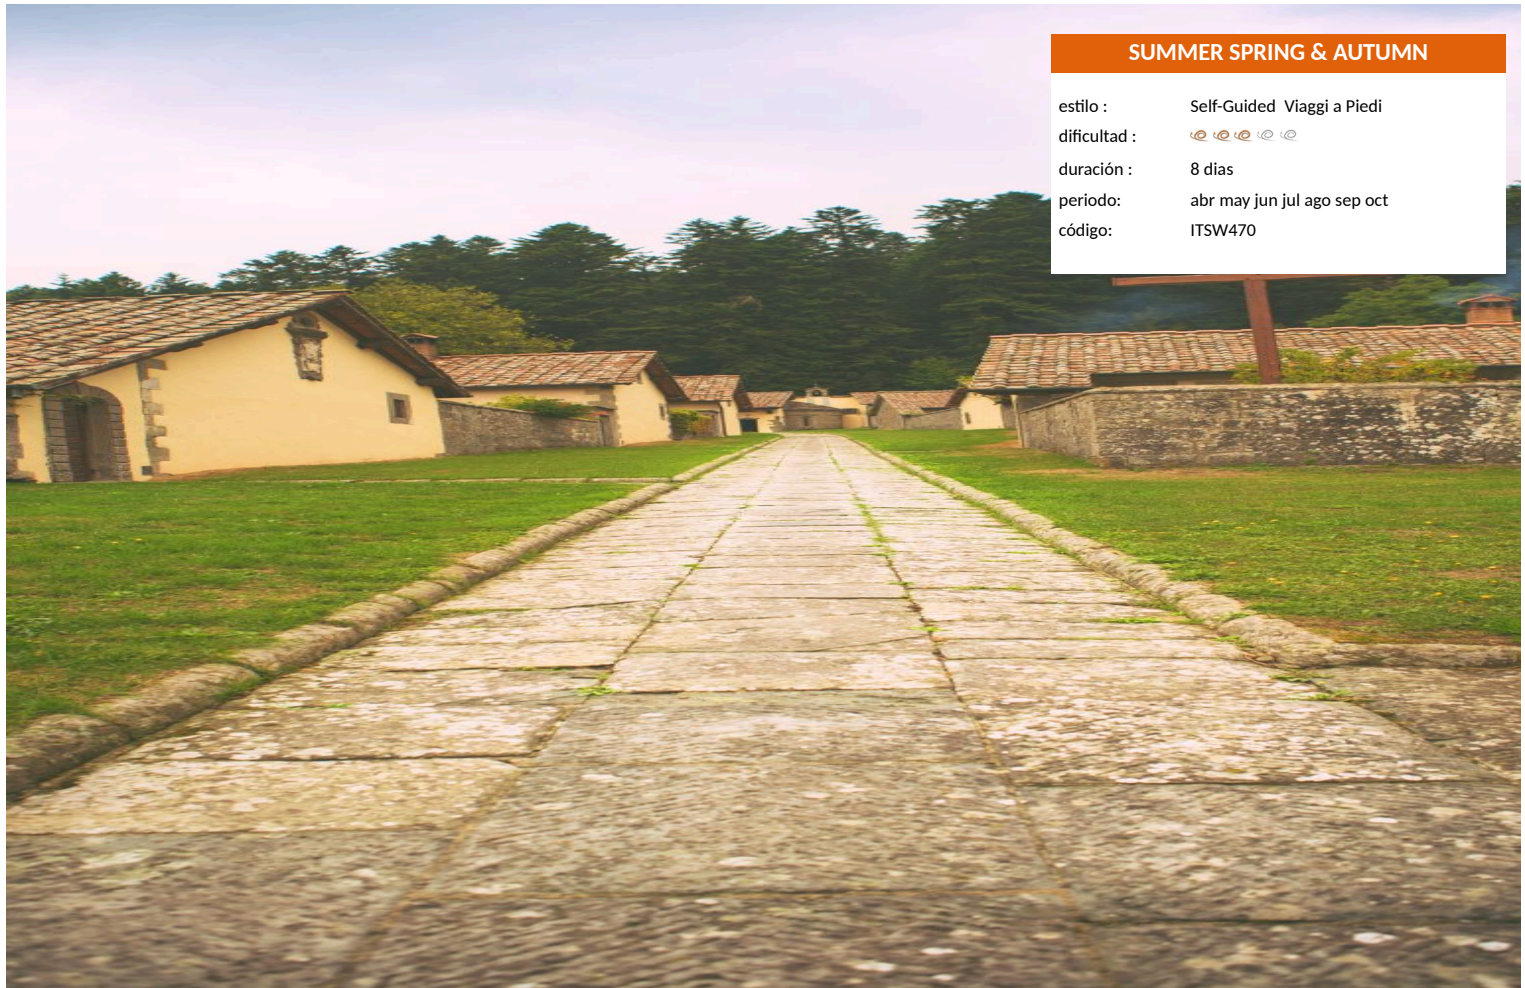 SUMMER SPRING & AUTUMN
estilo : Self-Guided Viaggi a Piedi
dificultad :
duración : 8 dias
periodo: abr may jun jul ago sep oct
código: ITSW470